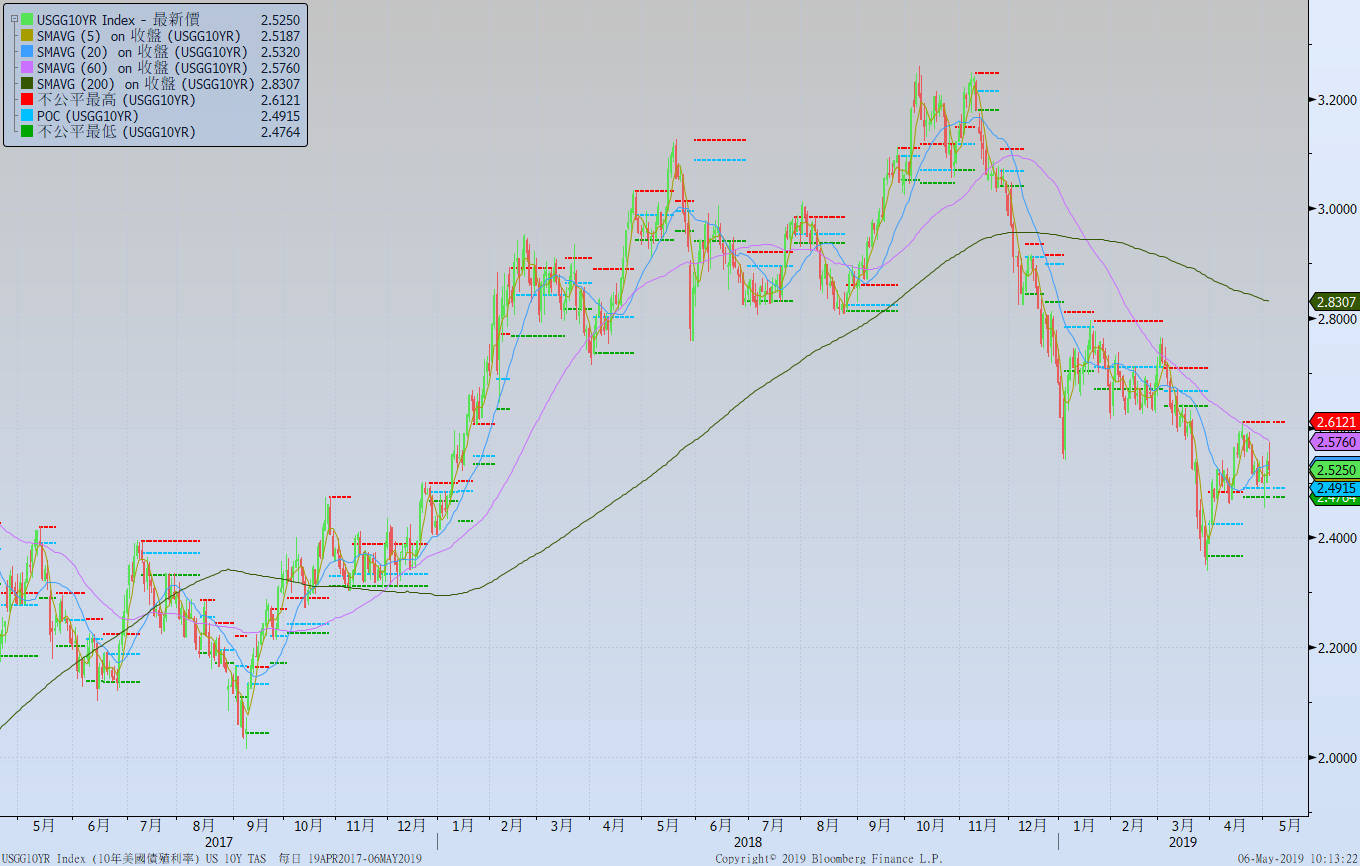 USGG10YR Index - 最新價 2.5250
SMAVG (5) on 收盤 (USGG10YR) 2.5187
SMAVG (20) on 收盤 (USGG10YR) 2.5320
SMAVG (60) on 收盤 (USGG10YR) 2.5760
SMAVG (200) on 收盤 (USGG10YR) 2.8307
不公平最高 (USGG10YR) 2.6121
POC (USGG10YR) 2.4915
不公平最低 (USGG10YR) 2.4764
3.2000
3.0000
2.8307
2.8000
2.6121
2.5760
2.5250
2.4915
2.4764
2.4000
2.2000
2.0000
5月 6月 7月 8月 9月 10月 11月 12月 1月 2月 3月 4月 5月 6月 7月 8月 9月 10月 11月 12月 1月 2月 3月 4月 5月
2017 2018 2019
USGG10YR Index (10年美國債殖利率) US 10Y TAS 每日 19APR2017-06MAY2019 Copyright© 2019 Bloomberg Finance L.P. 06-May-2019 10:13:22